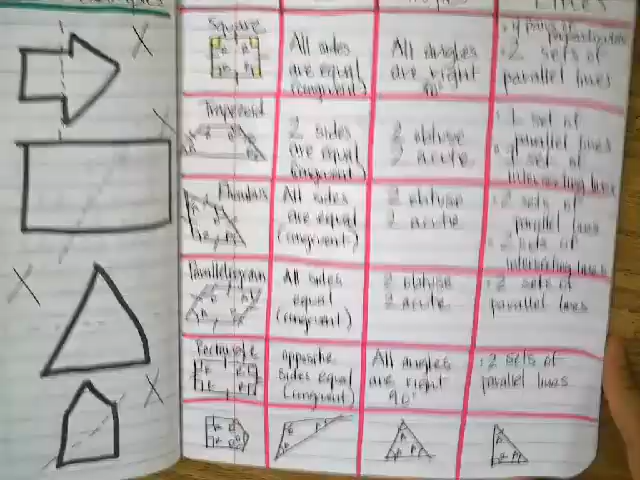 Square
All sides
are equal
(congruent)
All angles
are right
90°
2 sets of
parallel lines
Trapezoid
2 sides
are equal
(congruent)
2 obtuse
2 acute
1 set of
parallel lines
1 set of
intersecting lines
Rhombus
All sides
are equal
(congruent)
2 obtuse
2 acute
2 sets of
parallel lines
2 sets of
intersecting lines
Parallelogram
All sides
equal
(congruent)
2 obtuse
2 acute
2 sets of
parallel lines
Rectangle
opposite
sides equal
(congruent)
All angles
are right
90°
2 sets of
parallel lines